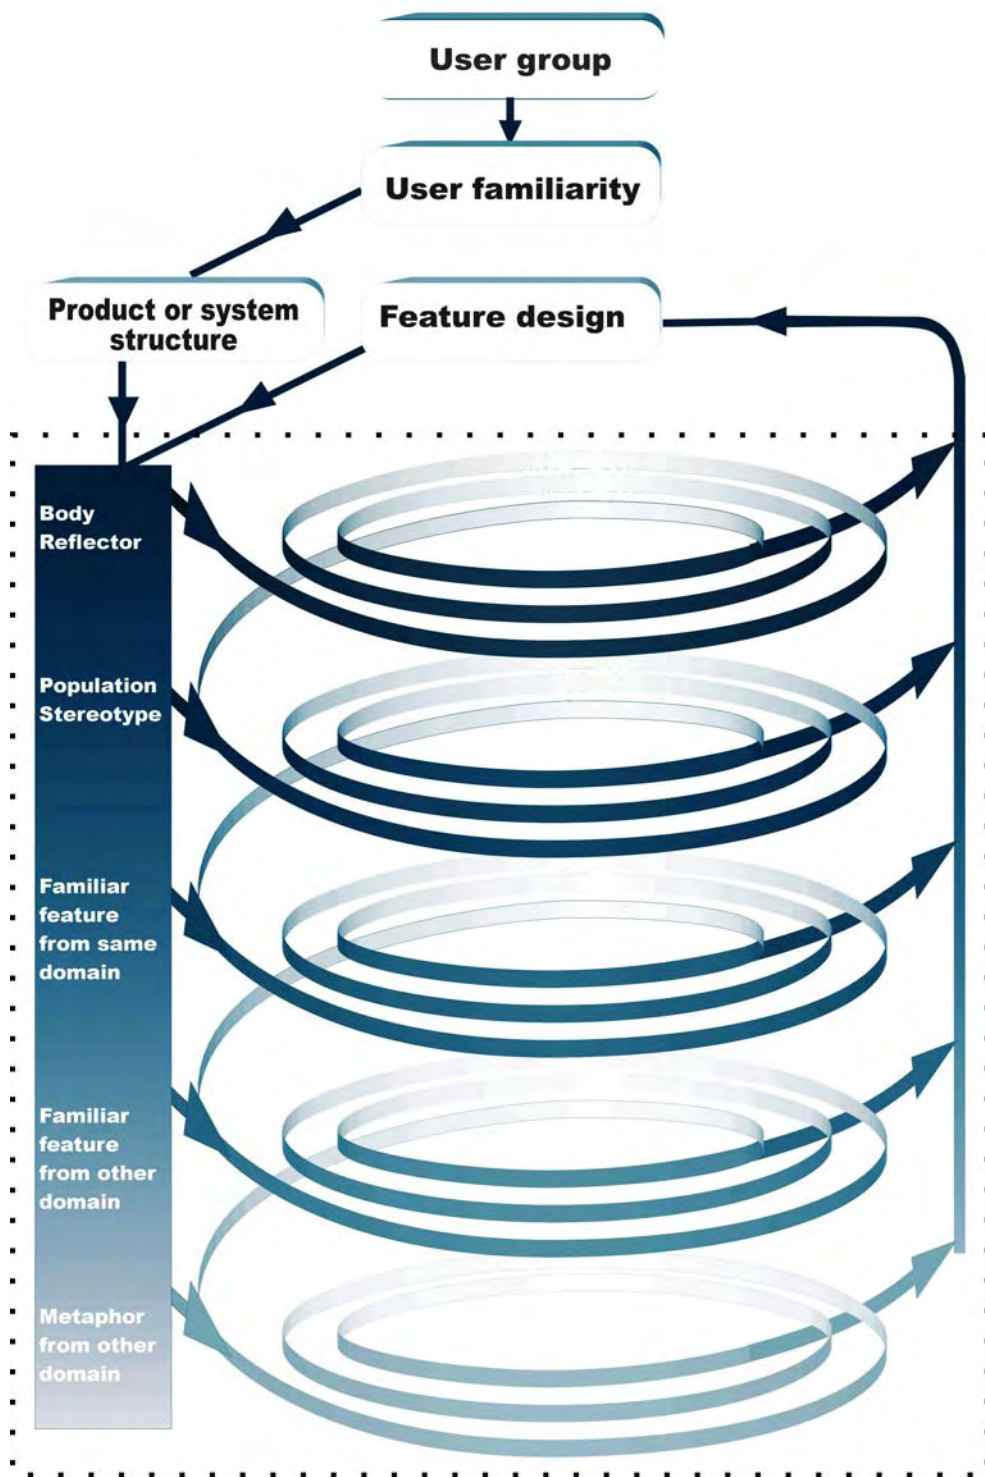 User group
User familiarity
Product or system
structure
Feature design
Body
Reflector
Population
Stereotype
Familiar
feature
from same
domain
Familiar
feature
from other
domain
Metaphor
from other
domain